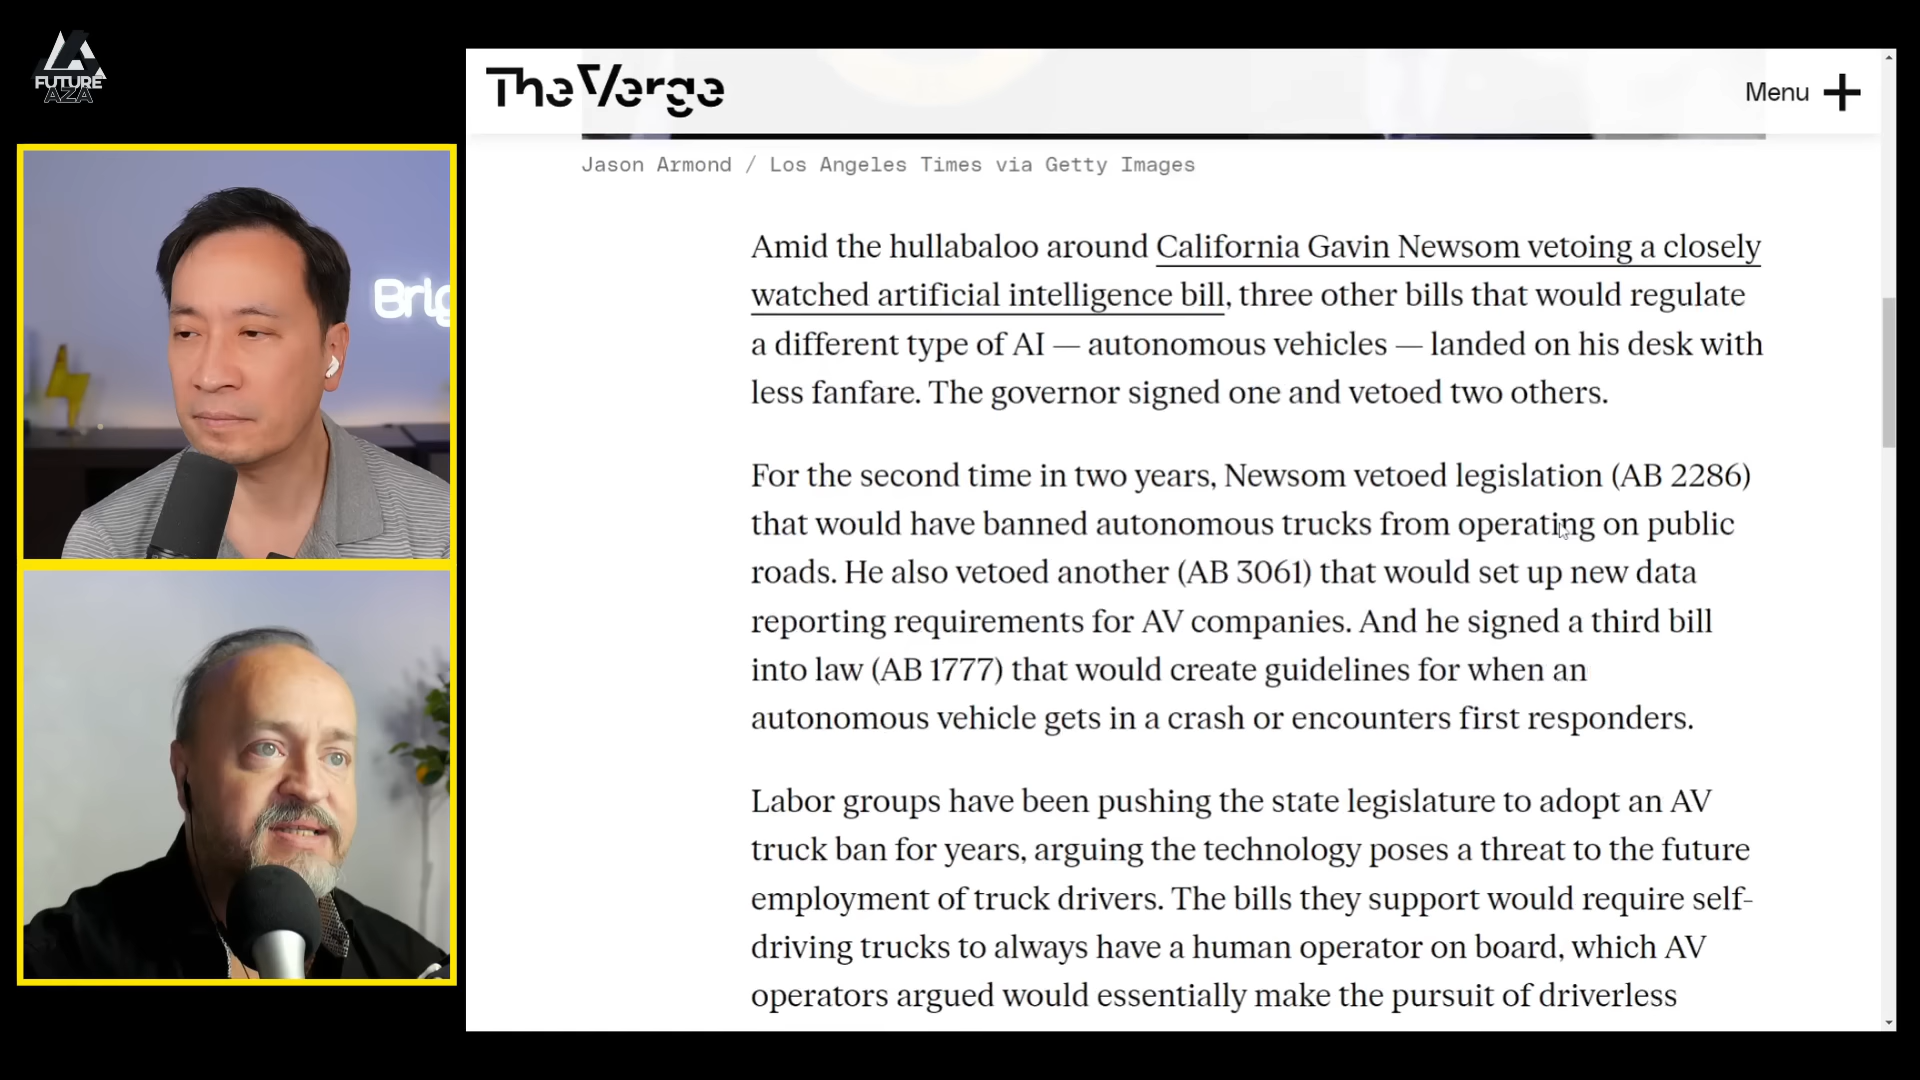 FUTURE
AZA
Brig
The Verge
Menu
Jason Armond / Los Angeles Times via Getty Images
Amid the hullabaloo around California Gavin Newsom vetoing a closely
watched artificial intelligence bill, three other bills that would regulate
a different type of AI — autonomous vehicles — landed on his desk with
less fanfare. The governor signed one and vetoed two others.
For the second time in two years, Newsom vetoed legislation (AB 2286)
that would have banned autonomous trucks from operating on public
roads. He also vetoed another (AB 3061) that would set up new data
reporting requirements for AV companies. And he signed a third bill
into law (AB 1777) that would create guidelines for when an
autonomous vehicle gets in a crash or encounters first responders.
Labor groups have been pushing the state legislature to adopt an AV
truck ban for years, arguing the technology poses a threat to the future
employment of truck drivers. The bills they support would require self-
driving trucks to always have a human operator on board, which AV
operators argued would essentially make the pursuit of driverless